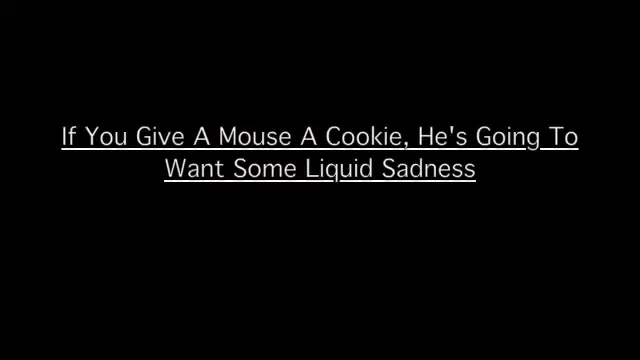 If You Give A Mouse A Cookie, He's Going To
Want Some Liquid Sadness